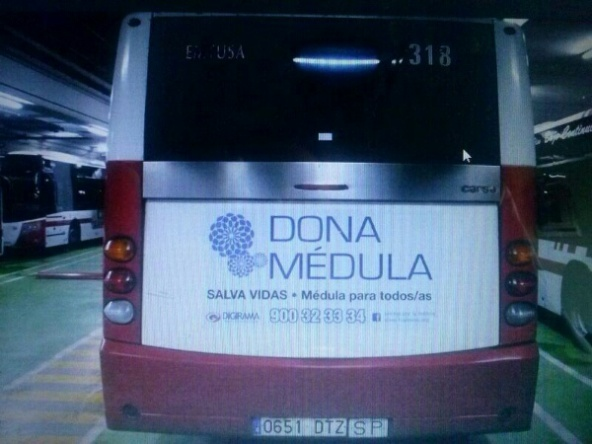 318
DONA
MÉDULA
SALVA VIDAS • Médula para todos/as
DIGIRAMA 900 32 33 34
0651 DTZ SP